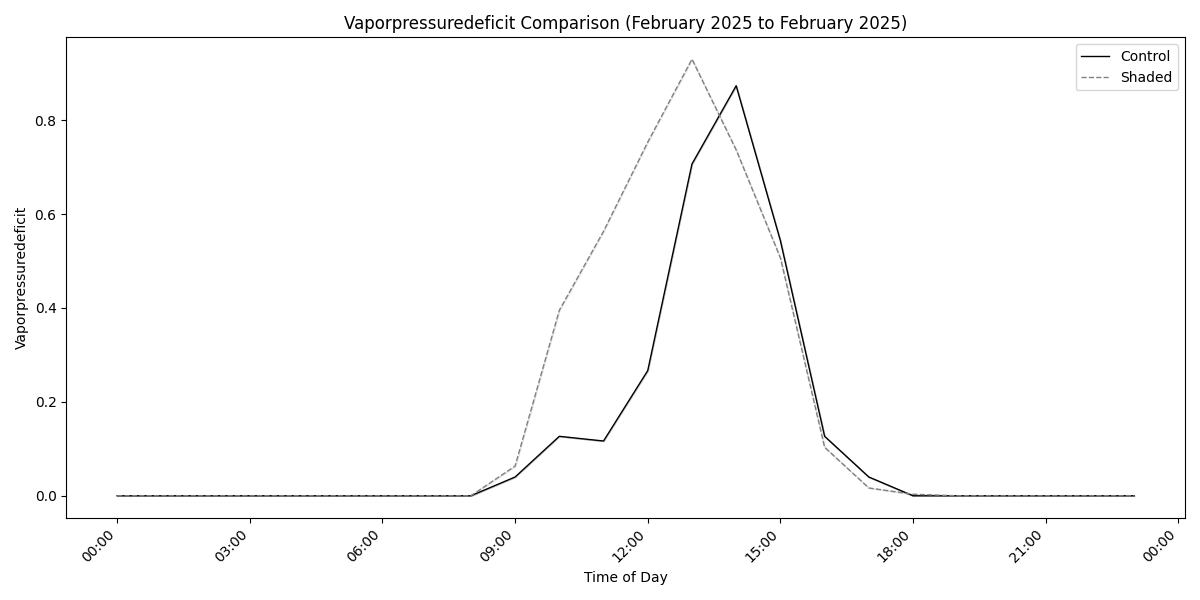 Vaporpressuredeficit Comparison (February 2025 to February 2025)
Control
Shaded
Vaporpressuredeficit
0.8
0.6
0.4
0.2
0.0
00:00
03:00
06:00
09:00
12:00
15:00
18:00
21:00
00:00
Time of Day